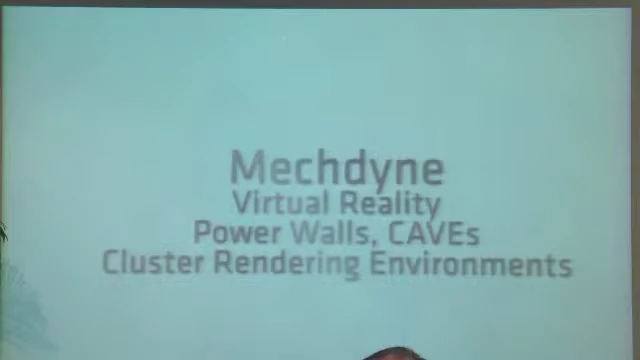 Mechdyne
Virtual Reality
Power Walls, CAVEs
Cluster Rendering Environments